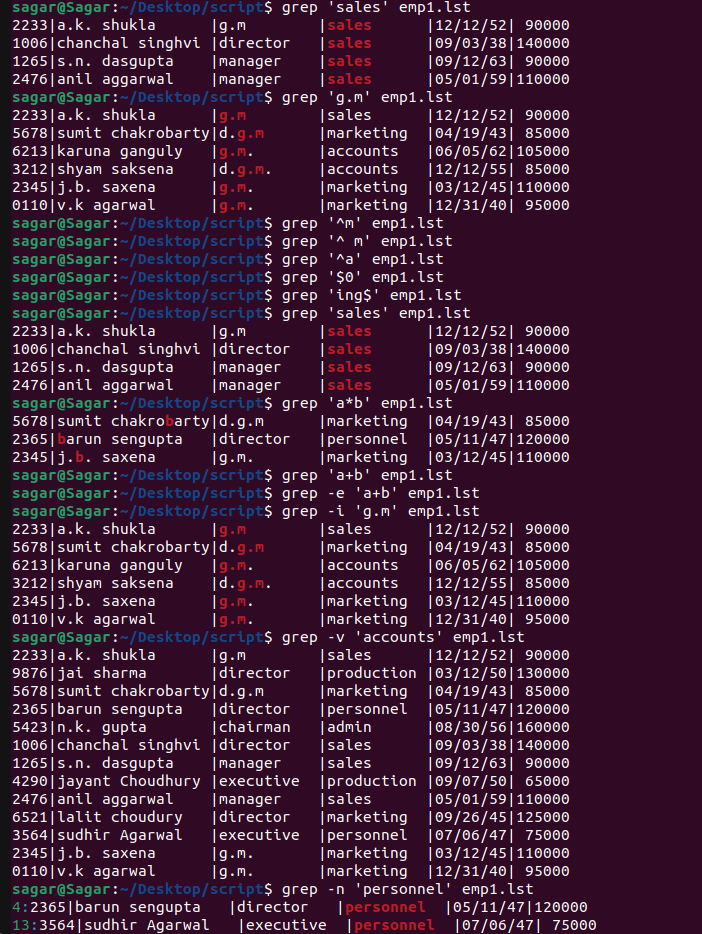 sagar@Sagar:~/Desktop/script$ grep 'sales' emp1.lst
2233|a.k. shukla      |g.m        |sales      |12/12/52| 90000
1006|chanchal singhvi |director   |sales      |09/03/38|140000
1265|s.n. dasgupta    |manager    |sales      |09/12/63| 90000
2476|anil aggarwal    |manager    |sales      |05/01/59|110000
sagar@Sagar:~/Desktop/script$ grep 'g.m' emp1.lst
2233|a.k. shukla      |g.m        |sales      |12/12/52| 90000
5678|sumit chakrobarty|d.g.m      |marketing  |04/19/43| 85000
6213|karuna ganguly   |g.m.       |accounts   |06/05/62|105000
3212|shyam saksena    |d.g.m.     |accounts   |12/12/55| 85000
2345|j.b. saxena      |g.m.       |marketing  |03/12/45|110000
0110|v.k agarwal      |g.m.       |marketing  |12/31/40| 95000
sagar@Sagar:~/Desktop/script$ grep '^m' emp1.lst
sagar@Sagar:~/Desktop/script$ grep '^ m' emp1.lst
sagar@Sagar:~/Desktop/script$ grep '^a' emp1.lst
sagar@Sagar:~/Desktop/script$ grep '$0' emp1.lst
sagar@Sagar:~/Desktop/script$ grep 'ing$' emp1.lst
sagar@Sagar:~/Desktop/script$ grep 'sales' emp1.lst
2233|a.k. shukla      |g.m        |sales      |12/12/52| 90000
1006|chanchal singhvi |director   |sales      |09/03/38|140000
1265|s.n. dasgupta    |manager    |sales      |09/12/63| 90000
2476|anil aggarwal    |manager    |sales      |05/01/59|110000
sagar@Sagar:~/Desktop/script$ grep 'a*b' emp1.lst
5678|sumit chakrobarty|d.g.m      |marketing  |04/19/43| 85000
2365|barun sengupta   |director   |personnel  |05/11/47|120000
2345|j.b. saxena      |g.m.       |marketing  |03/12/45|110000
sagar@Sagar:~/Desktop/script$ grep 'a+b' emp1.lst
sagar@Sagar:~/Desktop/script$ grep -e 'a+b' emp1.lst
sagar@Sagar:~/Desktop/script$ grep -i 'g.m' emp1.lst
2233|a.k. shukla      |g.m        |sales      |12/12/52| 90000
5678|sumit chakrobarty|d.g.m      |marketing  |04/19/43| 85000
6213|karuna ganguly   |g.m.       |accounts   |06/05/62|105000
3212|shyam saksena    |d.g.m.     |accounts   |12/12/55| 85000
2345|j.b. saxena      |g.m.       |marketing  |03/12/45|110000
0110|v.k agarwal      |g.m.       |marketing  |12/31/40| 95000
sagar@Sagar:~/Desktop/script$ grep -v 'accounts' emp1.lst
2233|a.k. shukla      |g.m        |sales      |12/12/52| 90000
9876|jai sharma       |director   |production |03/12/50|130000
5678|sumit chakrobarty|d.g.m      |marketing  |04/19/43| 85000
2365|barun sengupta   |director   |personnel  |05/11/47|120000
5423|n.k. gupta       |chairman   |admin      |08/30/56|160000
1006|chanchal singhvi |director   |sales      |09/03/38|140000
1265|s.n. dasgupta    |manager    |sales      |09/12/63| 90000
4290|jayant Choudhury |executive  |production |09/07/50| 65000
2476|anil aggarwal    |manager    |sales      |05/01/59|110000
6521|lalit choudury   |director   |marketing  |09/26/45|125000
3564|sudhir Agarwal   |executive  |personnel  |07/06/47| 75000
2345|j.b. saxena      |g.m.       |marketing  |03/12/45|110000
0110|v.k agarwal      |g.m.       |marketing  |12/31/40| 95000
sagar@Sagar:~/Desktop/script$ grep -n 'personnel' emp1.lst
4:2365|barun sengupta   |director   |personnel  |05/11/47|120000
13:3564|sudhir Agarwal   |executive  |personnel  |07/06/47| 75000